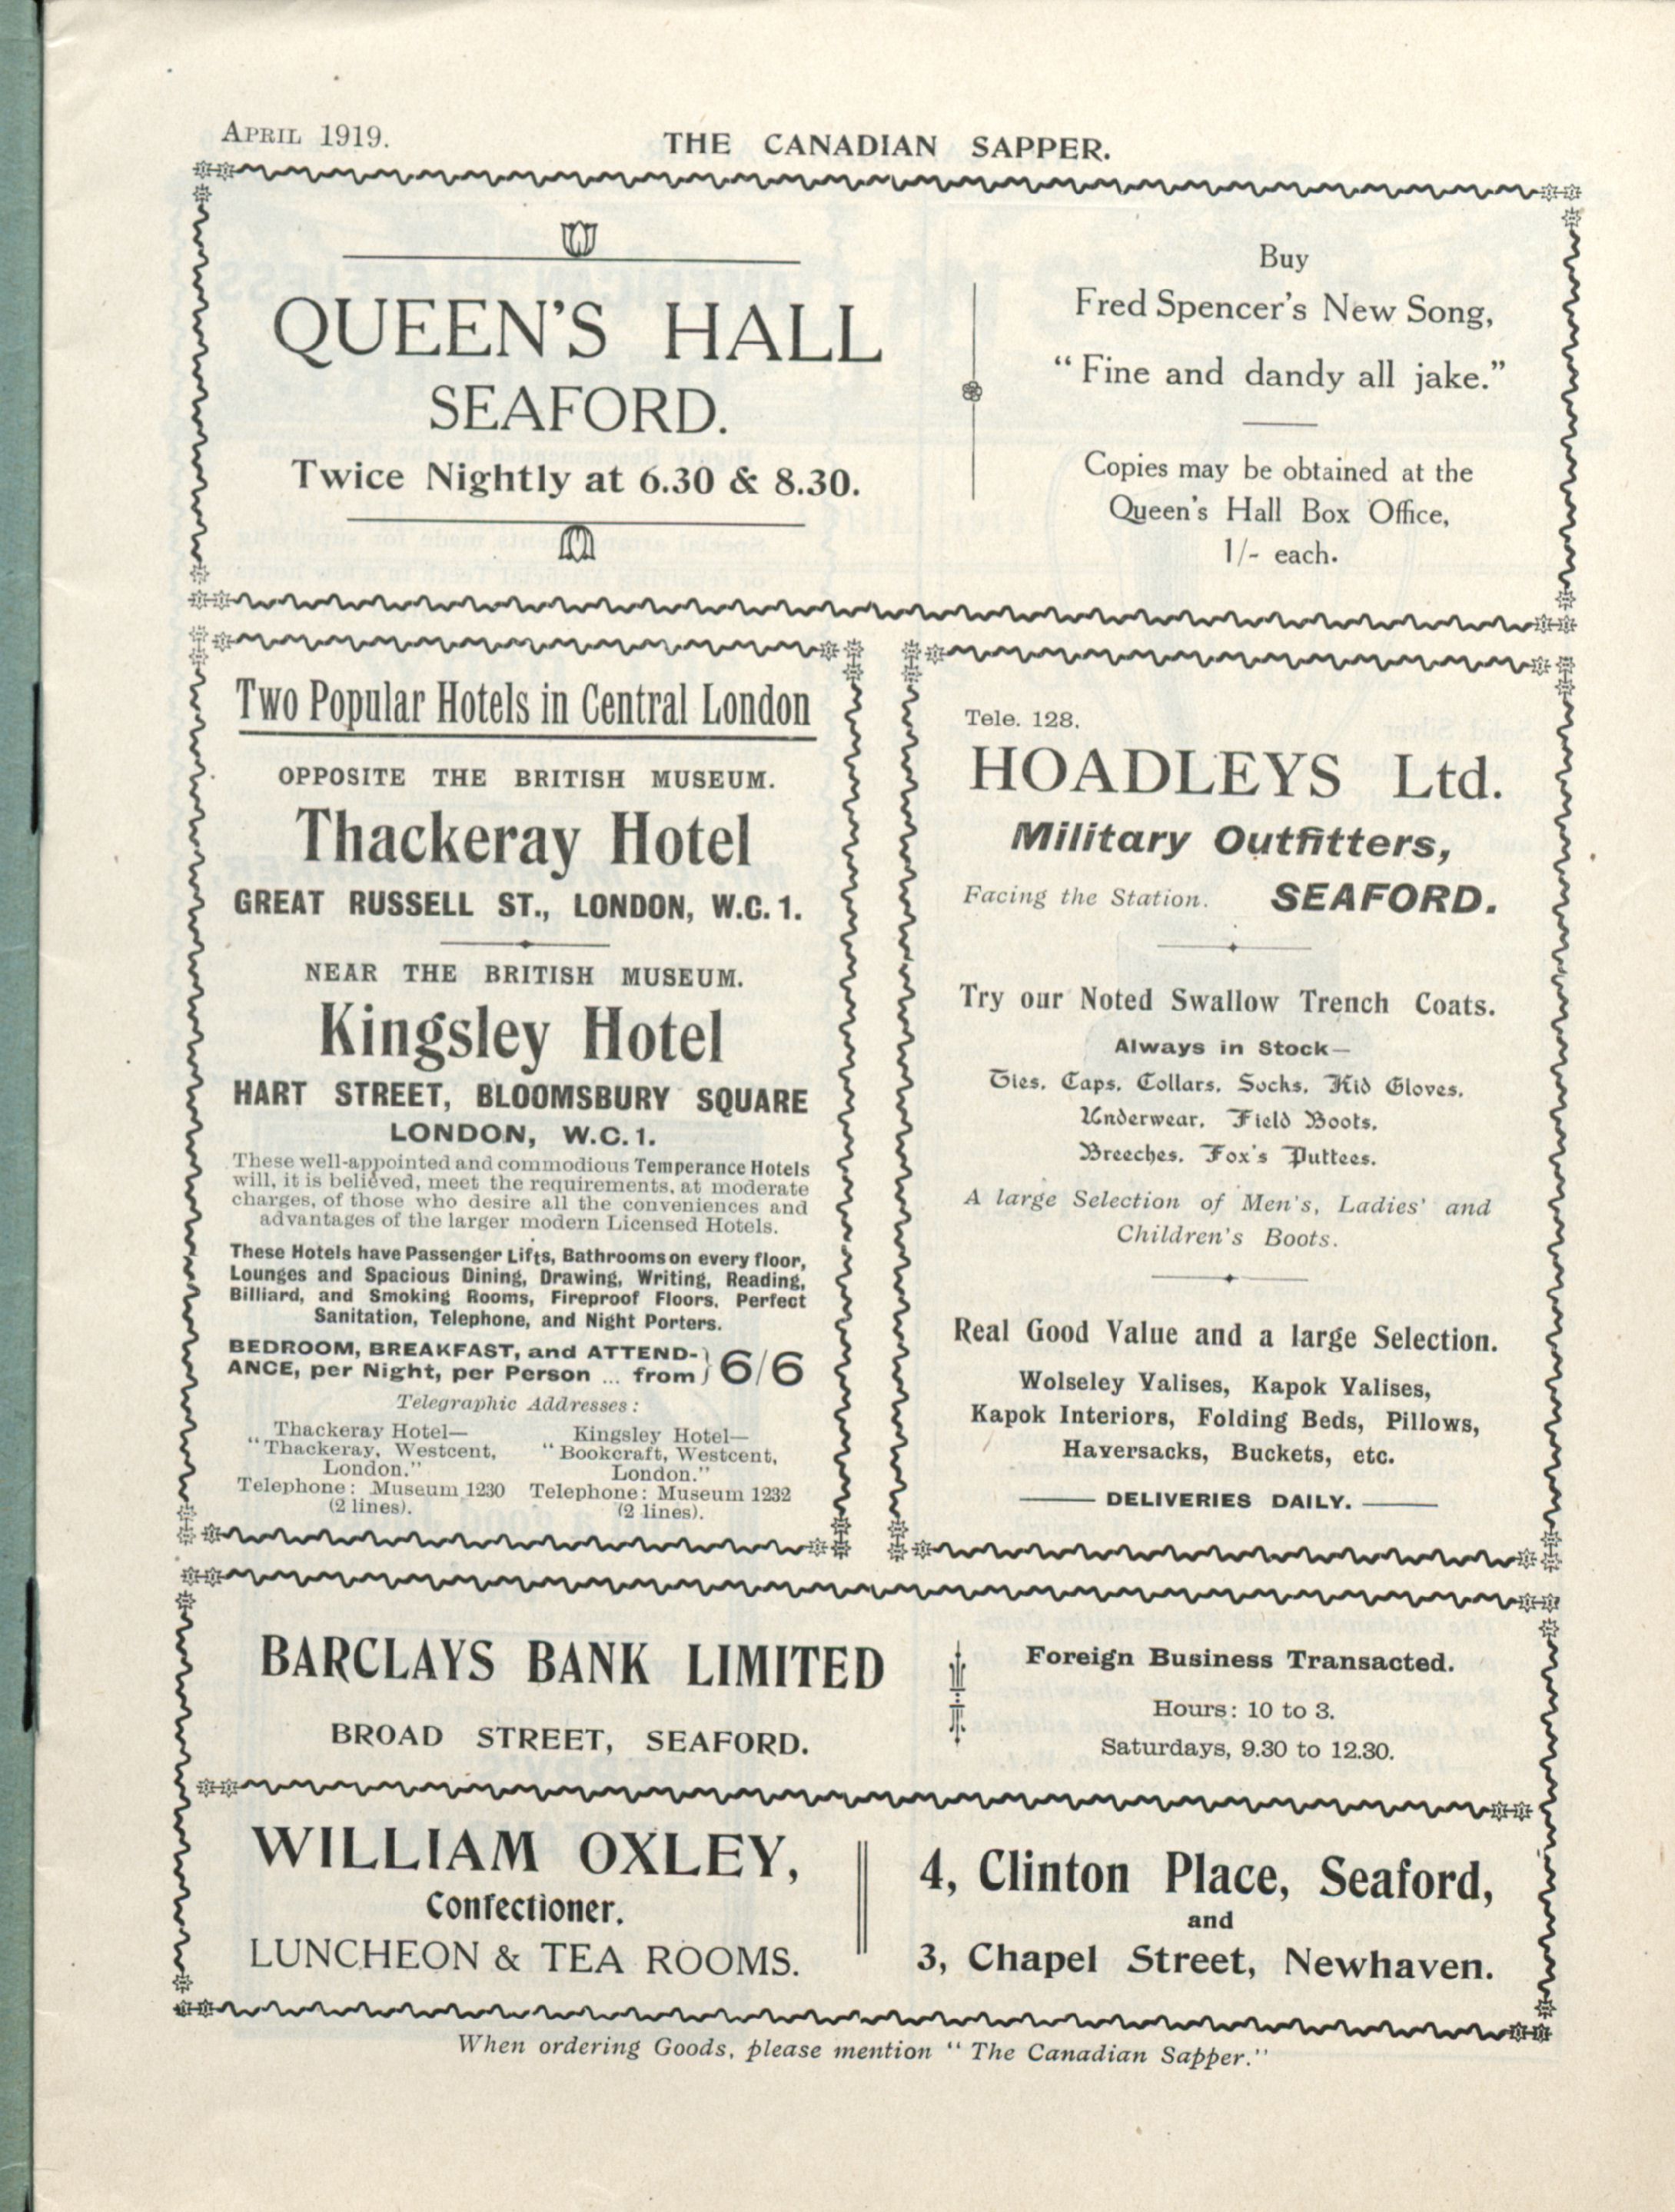 APRIL 1919.
THE CANADIAN SAPPER.
QUEEN'S HALL
SEAFORD.
Twice Nightly at 6.30 & 8.30.
Buy
Fred Spencer's New Song,
"Fine and dandy all jake."
Copies may be obtained at the
Queen's Hall Box Office,
1/- each.
Two Popular Hotels in Central London
OPPOSITE THE BRITISH MUSEUM.
Thackeray Hotel
GREAT RUSSELL ST., LONDON, W.C.1.
NEAR THE BRITISH MUSEUM.
Kingsley Hotel
HART STREET, BLOOMSBURY SQUARE
LONDON, W.C.1.
These well-appointed and commodious Temperance Hotels
will, it is believed, meet the requirements, at moderate
charges, of those who desire all the conveniences and
advantages of the larger modern Licensed Hotels.
These Hotels have Passenger Lifts, Bathrooms on every floor,
Lounges and Spacious Dining, Drawing, Writing, Reading,
Billiard, and Smoking Rooms, Fireproof Floors, Perfect
Sanitation, Telephone, and Night Porters.
BEDROOM, BREAKFAST, and ATTEND-
ANCE, per Night, per Person ... from } 6/6
Telegraphic Addresses:
Thackeray Hotel—
"Thackeray, Westcent,
London."
Telephone: Museum 1230
(2 lines).
Kingsley Hotel—
"Bookcraft, Westcent,
London."
Telephone: Museum 1232
(2 lines).
Tele. 128.
HOADLEYS Ltd.
Military Outfitters,
Facing the Station. SEAFORD.
Try our Noted Swallow Trench Coats.
Always in Stock—
Ties, Caps, Collars, Socks, Kid Gloves,
Underwear, Field Boots,
Breeches, Fox's Puttees.
A large Selection of Men's, Ladies' and
Children's Boots.
Real Good Value and a large Selection.
Wolseley Valises, Kapok Valises,
Kapok Interiors, Folding Beds, Pillows,
Haversacks, Buckets, etc.
DELIVERIES DAILY.
BARCLAYS BANK LIMITED
BROAD STREET, SEAFORD.
Foreign Business Transacted.
Hours: 10 to 3.
Saturdays, 9.30 to 12.30.
WILLIAM OXLEY,
Confectioner.
LUNCHEON & TEA ROOMS.
4, Clinton Place, Seaford,
and
3, Chapel Street, Newhaven.
When ordering Goods, please mention "The Canadian Sapper."